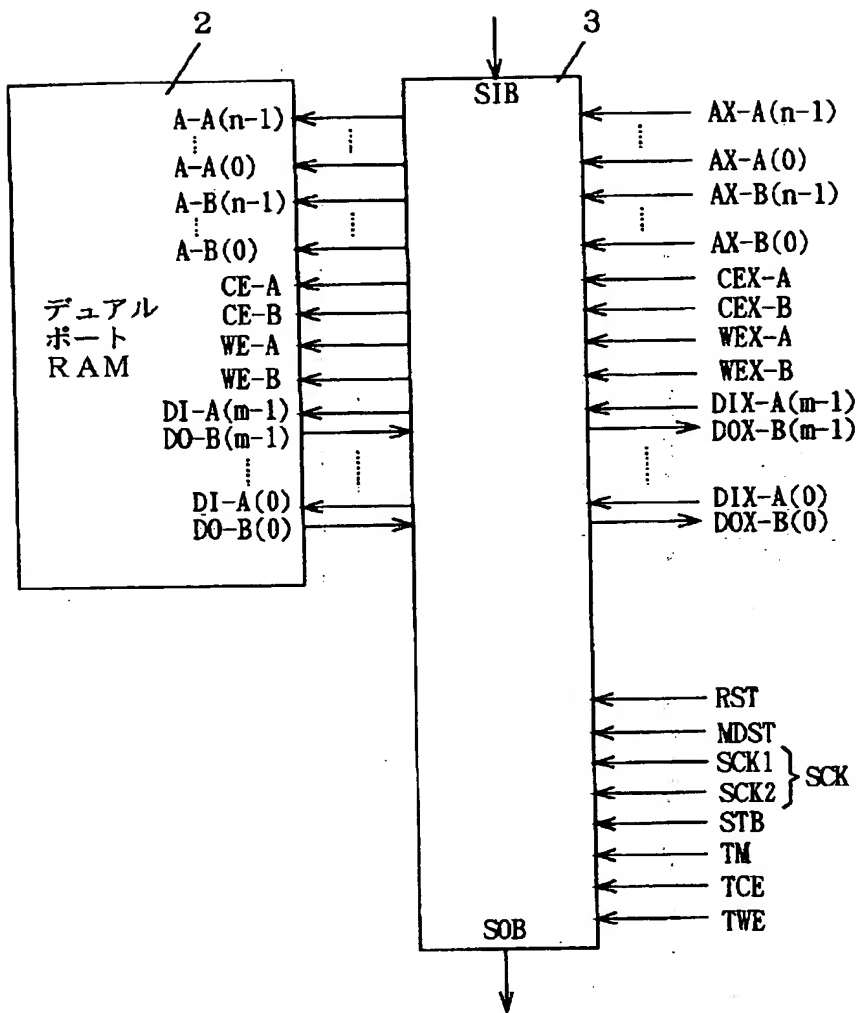 2
3
SIB
A-A(n-1)
A-A(0)
A-B(n-1)
A-B(0)
CE-A
CE-B
WE-A
WE-B
DI-A(m-1)
DO-B(m-1)
DI-A(0)
DO-B(0)
デュアル
ポート
RAM
AX-A(n-1)
AX-A(0)
AX-B(n-1)
AX-B(0)
CEX-A
CEX-B
WEX-A
WEX-B
DIX-A(m-1)
DOX-B(m-1)
DIX-A(0)
DOX-B(0)
RST
MDST
SCK1
SCK2
SCK
STB
TM
TCE
TWE
SOB